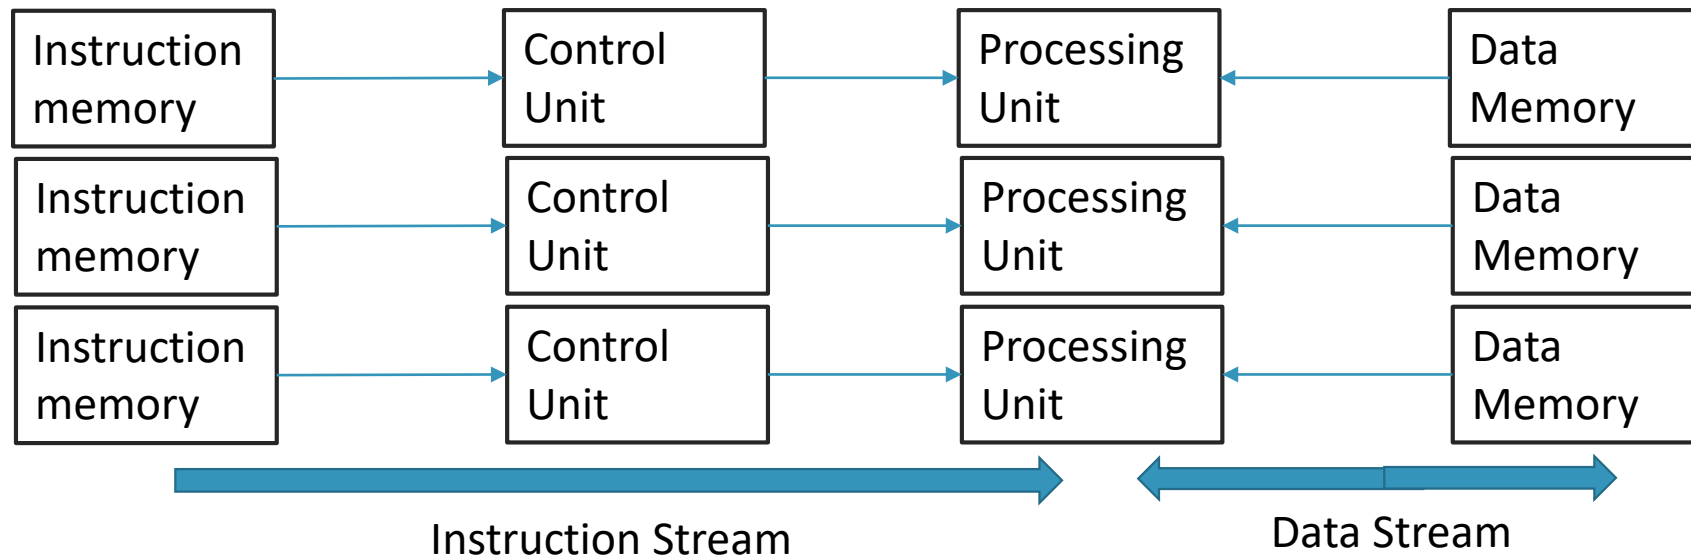 Instruction
memory
Control
Unit
Processing
Unit
Data
Memory
Instruction
memory
Control
Unit
Processing
Unit
Data
Memory
Instruction
memory
Control
Unit
Processing
Unit
Data
Memory
Instruction Stream
Data Stream